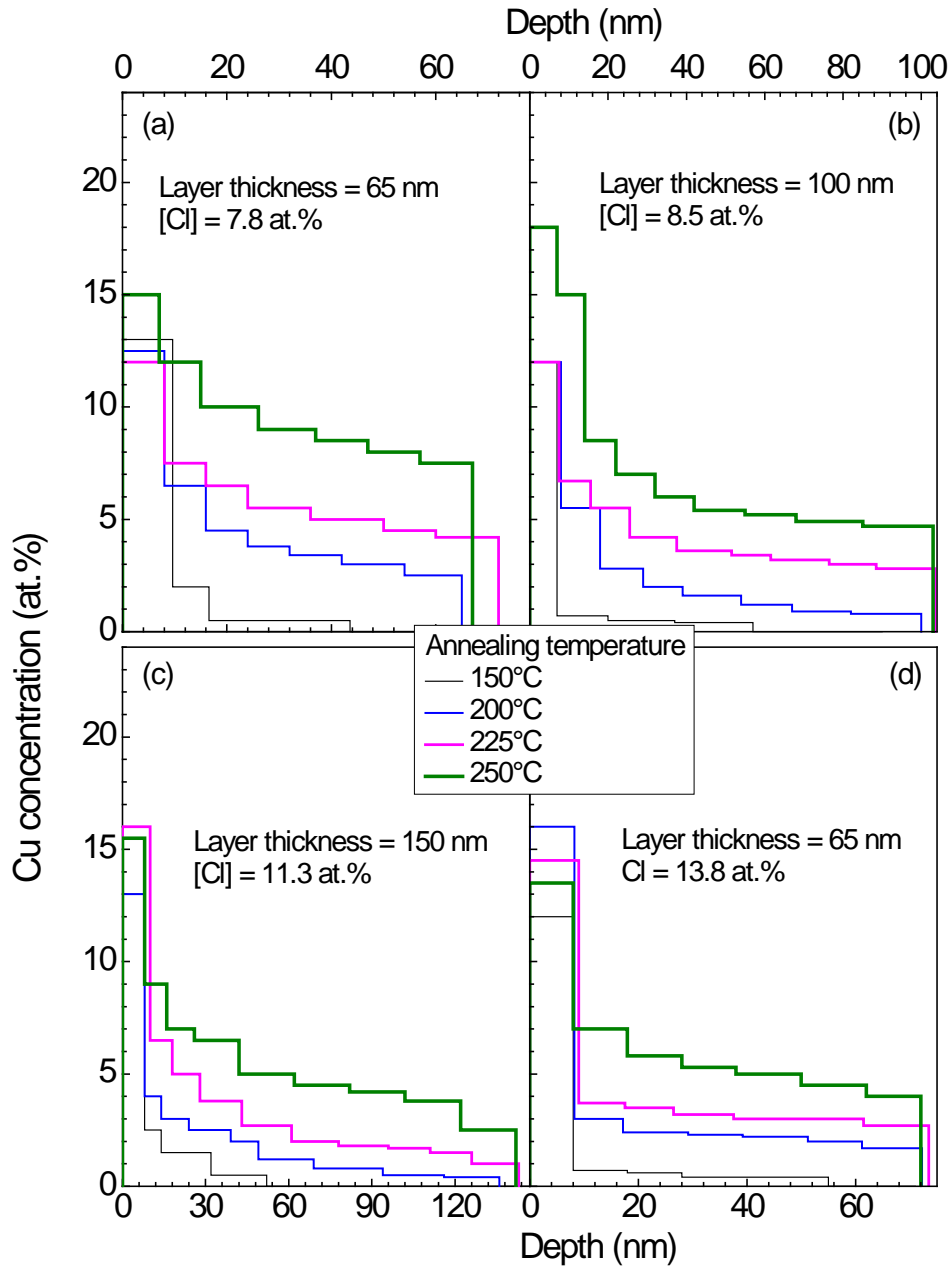 Depth (nm)
0 20 40 60 0 20 40 60 80 100
(a) (b)
Layer thickness = 65 nm
[Cl] = 7.8 at.%
Layer thickness = 100 nm
[Cl] = 8.5 at.%
20
15
10
5
0
Cu concentration (at.%)
Annealing temperature
150°C
200°C
225°C
250°C
(c) (d)
Layer thickness = 150 nm
[Cl] = 11.3 at.%
Layer thickness = 65 nm
Cl = 13.8 at.%
20
15
10
5
0
0 30 60 90 120 0 20 40 60
Depth (nm)